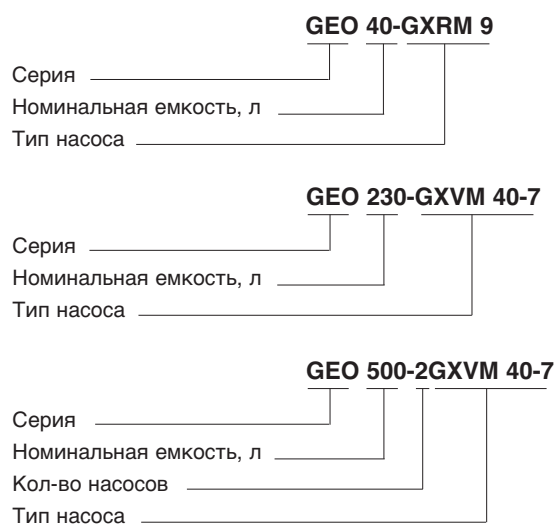 GEO 40-GXRM 9
Серия
Номинальная емкость, л
Тип насоса
GEO 230-GXVM 40-7
Серия
Номинальная емкость, л
Тип насоса
GEO 500-2GXVM 40-7
Серия
Номинальная емкость, л
Кол-во насосов
Тип насоса